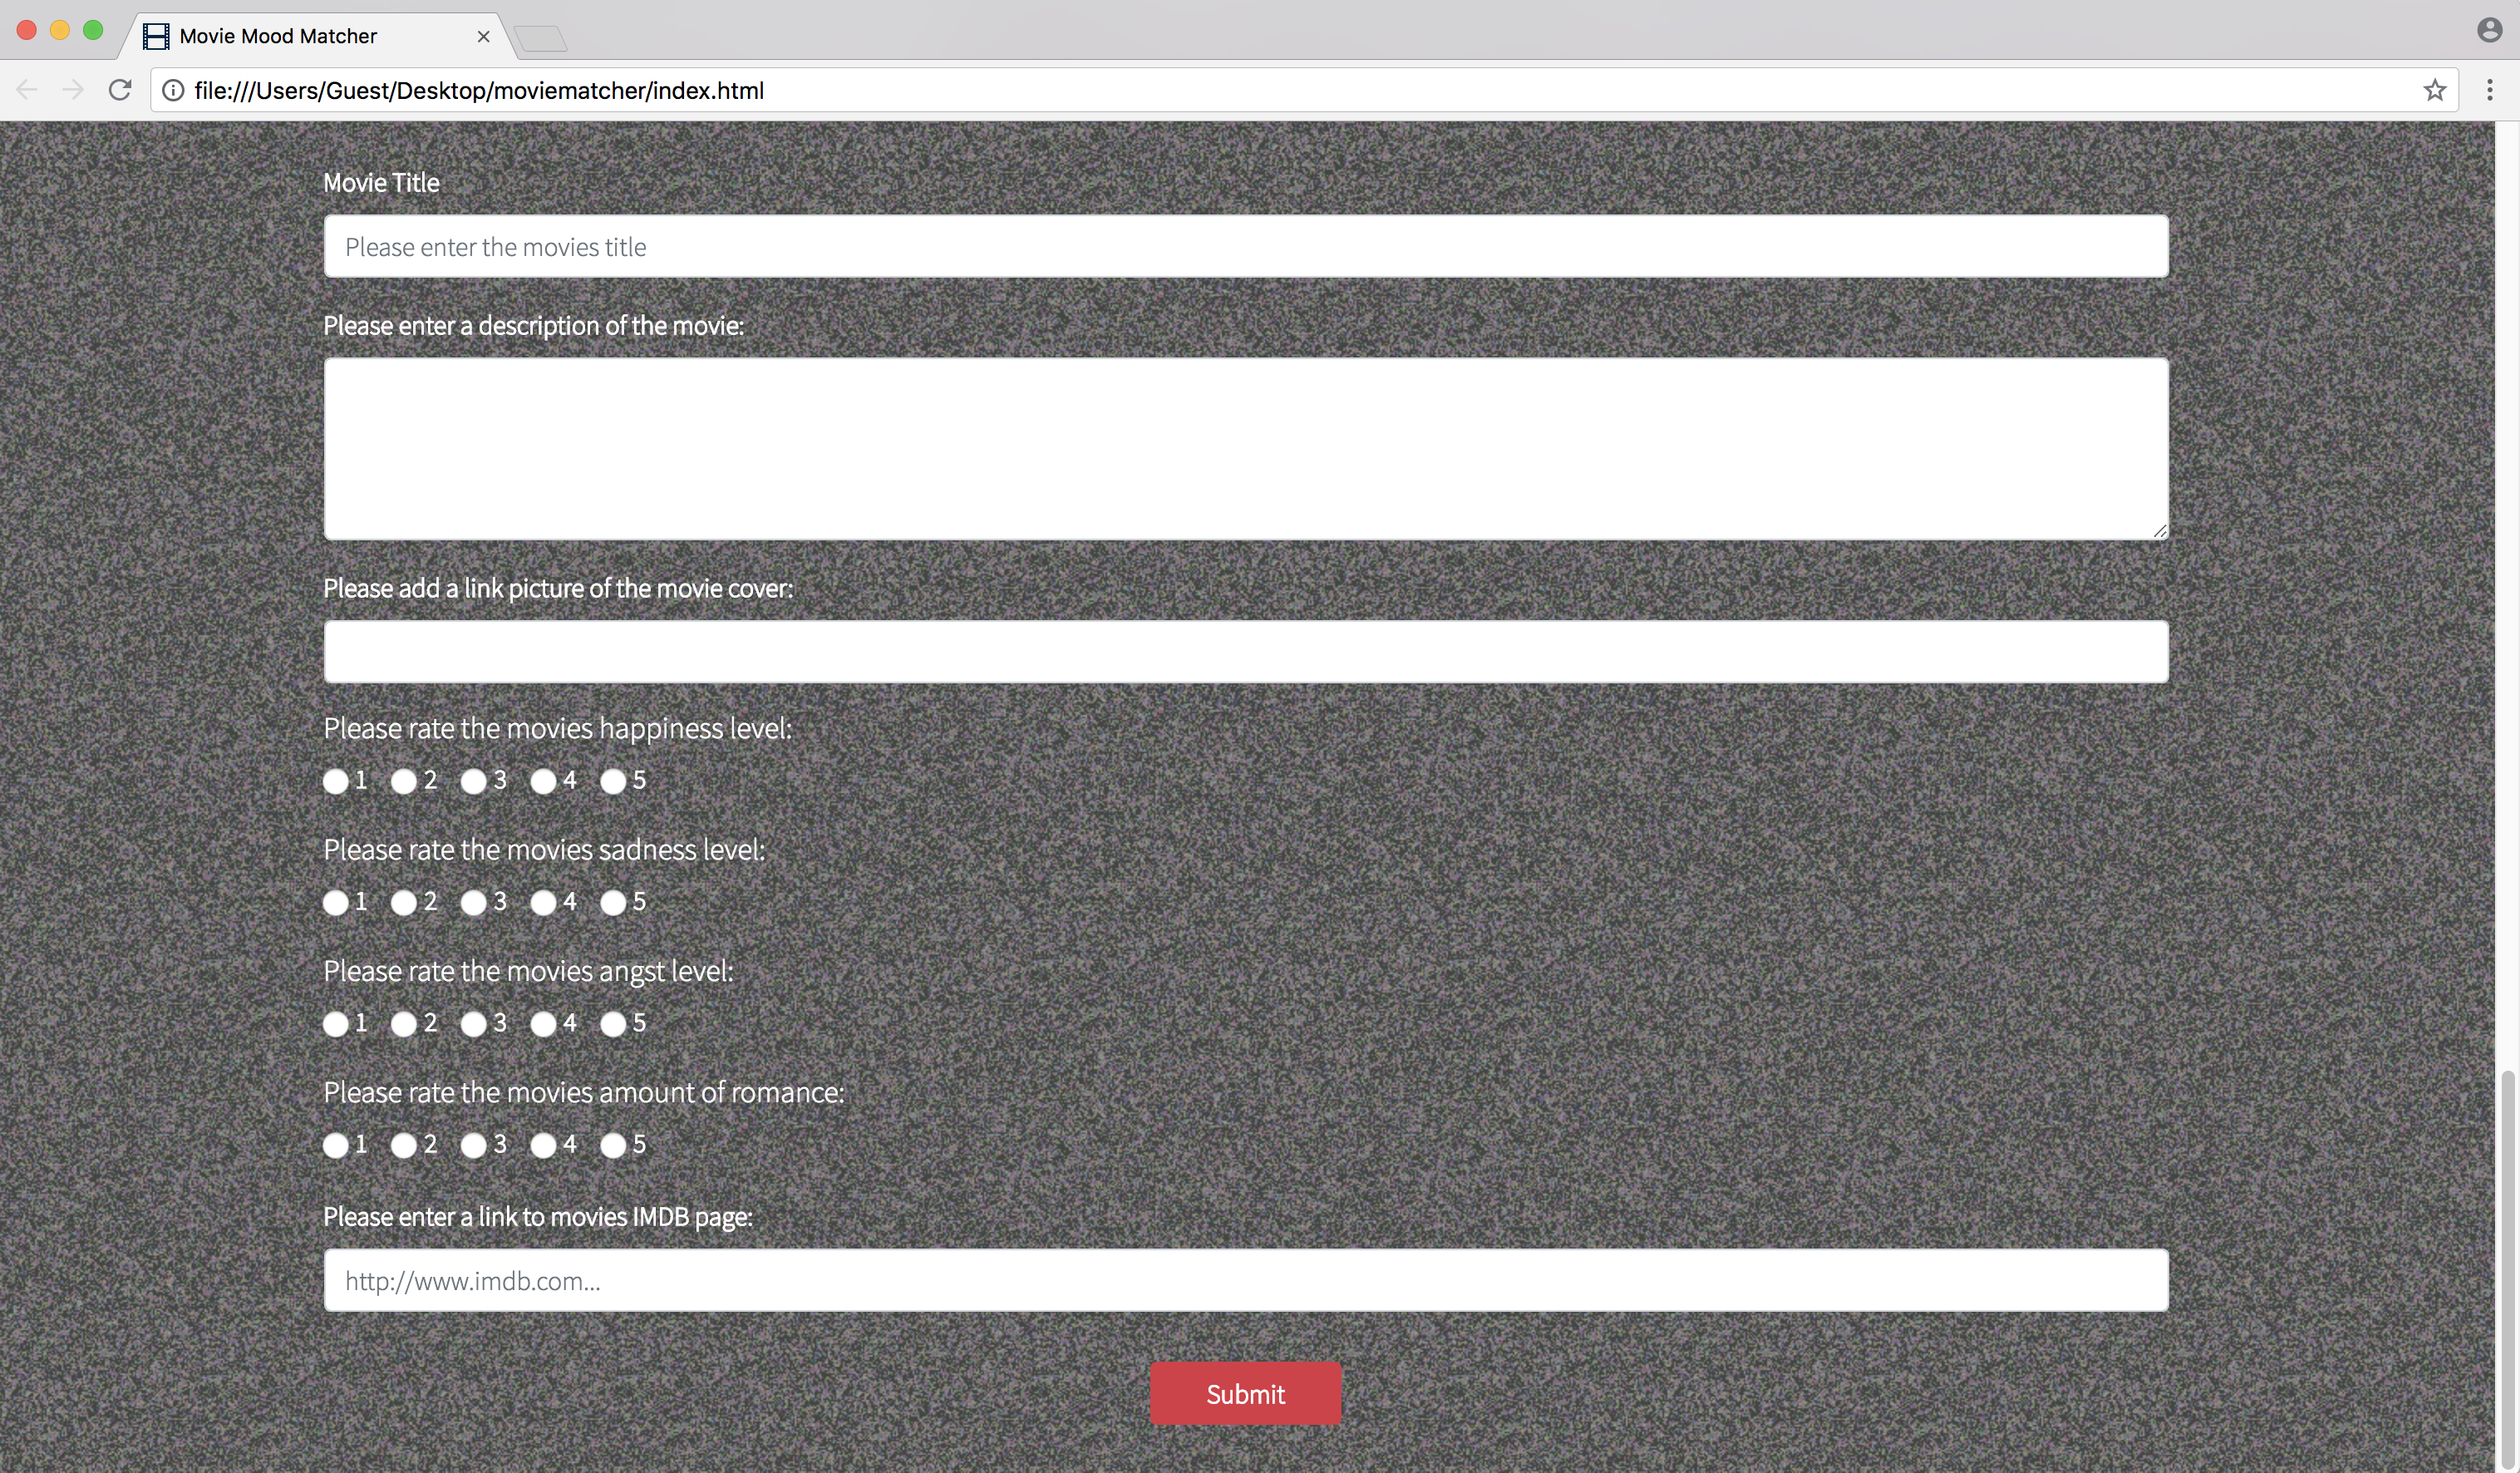 Movie Mood Matcher
file:///Users/Guest/Desktop/moviematcher/index.html
Movie Title
Please enter the movies title
Please enter a description of the movie:
Please add a link picture of the movie cover:
Please rate the movies happiness level:
1 2 3 4 5
Please rate the movies sadness level:
1 2 3 4 5
Please rate the movies angst level:
1 2 3 4 5
Please rate the movies amount of romance:
1 2 3 4 5
Please enter a link to movies IMDB page:
http://www.imdb.com...
Submit